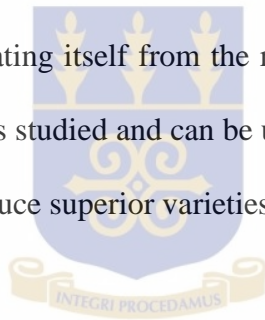 ating itself from the r
s studied and can be u
uce superior varieties
INTEGRI PROCEDAMUS